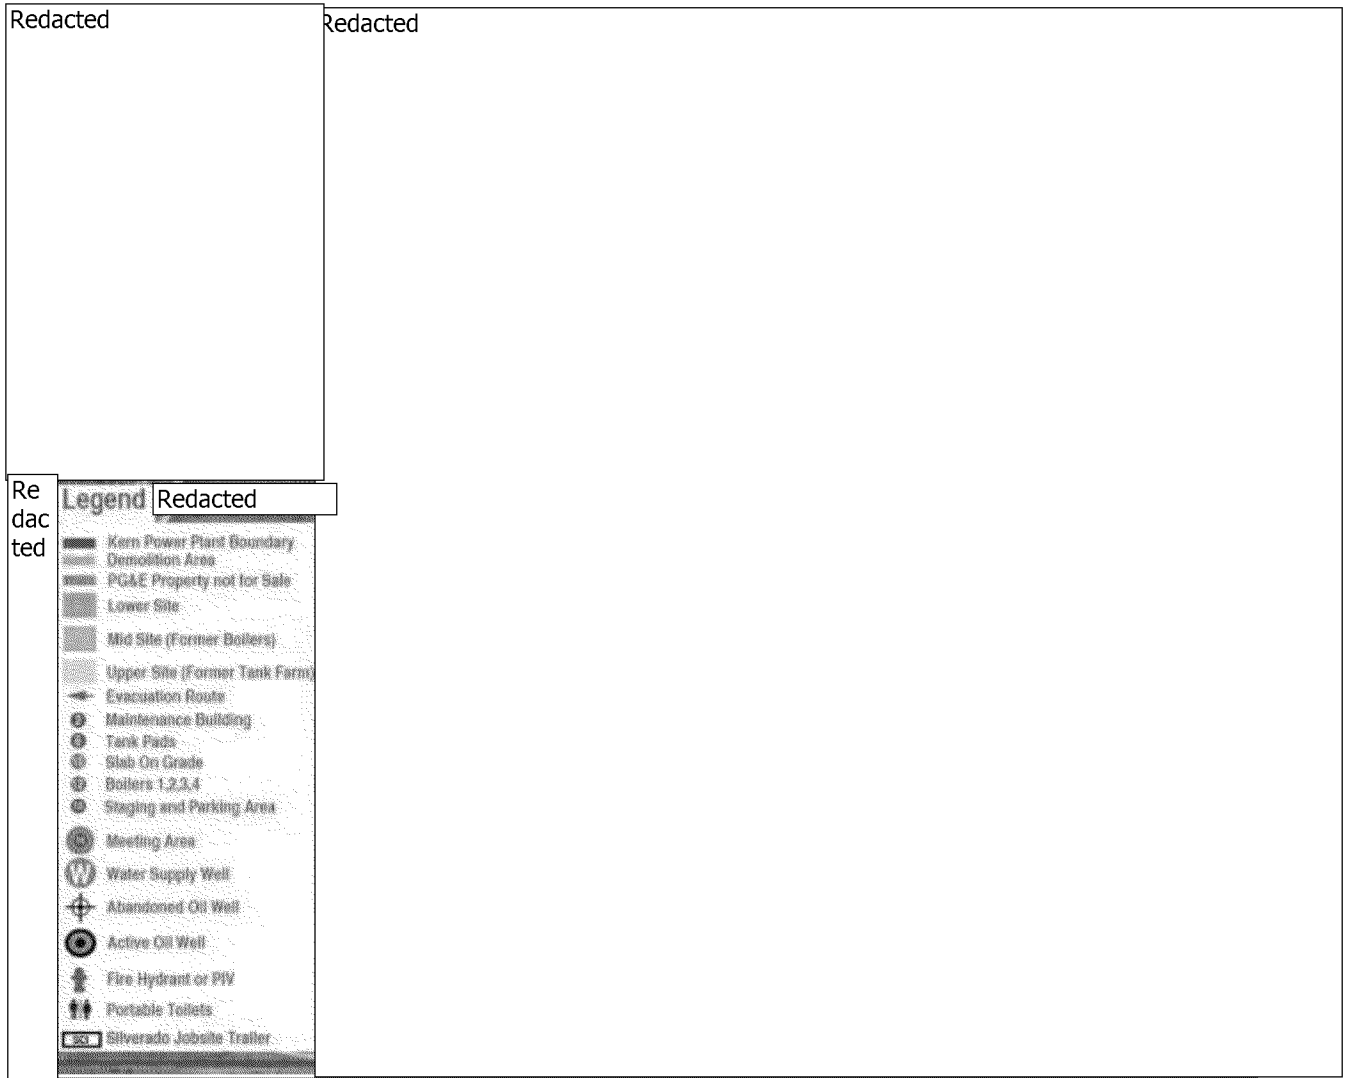 Redacted
Redacted
Re
dac
ted
Legend
Redacted
Kern Power Plant Boundary
Demolition Area
PG&E Property not for Sale
Lower Site
Mid Site (Former Boilers)
Upper Site (Former Tank Farm)
Evacuation Route
Maintenance Building
Tank Pads
Slab On Grade
Boilers 1,2,3,4
Staging and Parking Area
Meeting Area
W Water Supply Well
Abandoned Oil Well
Active Oil Well
Fire Hydrant or PIV
Portable Toilets
Silverado Jobsite Trailer